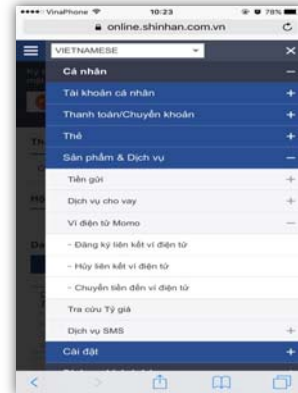 VinaPhone 10:23 78%
online.shinhan.com.vn
VIETNAMESE
Cá nhân
Tài khoản cá nhân
Thanh toán/Chuyển khoản
Thẻ
Sản phẩm & Dịch vụ
Tiền gửi
Dịch vụ cho vay
Ví điện tử Momo
- Đăng ký liên kết ví điện tử
- Hủy liên kết ví điện tử
- Chuyển tiền đến ví điện tử
Tra cứu Tỷ giá
Dịch vụ SMS
Cài đặt